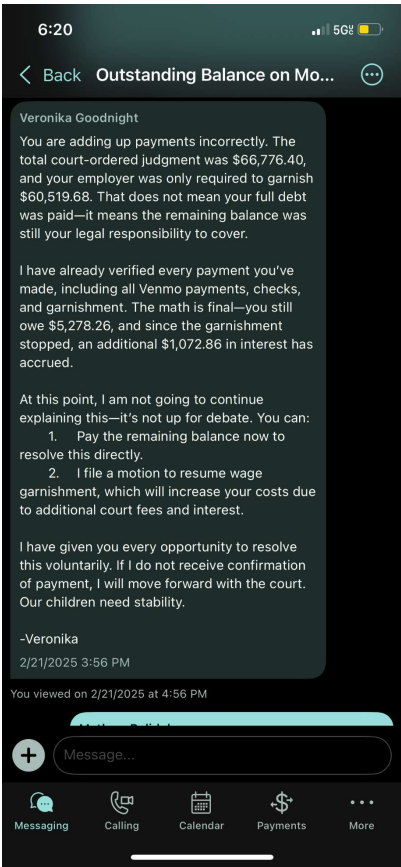 6:20
5G
Back Outstanding Balance on Mo...
Veronika Goodnight
You are adding up payments incorrectly. The
total court-ordered judgment was $66,776.40,
and your employer was only required to garnish
$60,519.68. That does not mean your full debt
was paid—it means the remaining balance was
still your legal responsibility to cover.
I have already verified every payment you've
made, including all Venmo payments, checks,
and garnishment. The math is final—you still
owe $5,278.26, and since the garnishment
stopped, an additional $1,072.86 in interest has
accrued.
At this point, I am not going to continue
explaining this—it's not up for debate. You can:
1. Pay the remaining balance now to
resolve this directly.
2. I file a motion to resume wage
garnishment, which will increase your costs due
to additional court fees and interest.
I have given you every opportunity to resolve
this voluntarily. If I do not receive confirmation
of payment, I will move forward with the court.
Our children need stability.
-Veronika
2/21/2025 3:56 PM
You viewed on 2/21/2025 at 4:56 PM
Message...
Messaging Calling Calendar Payments More